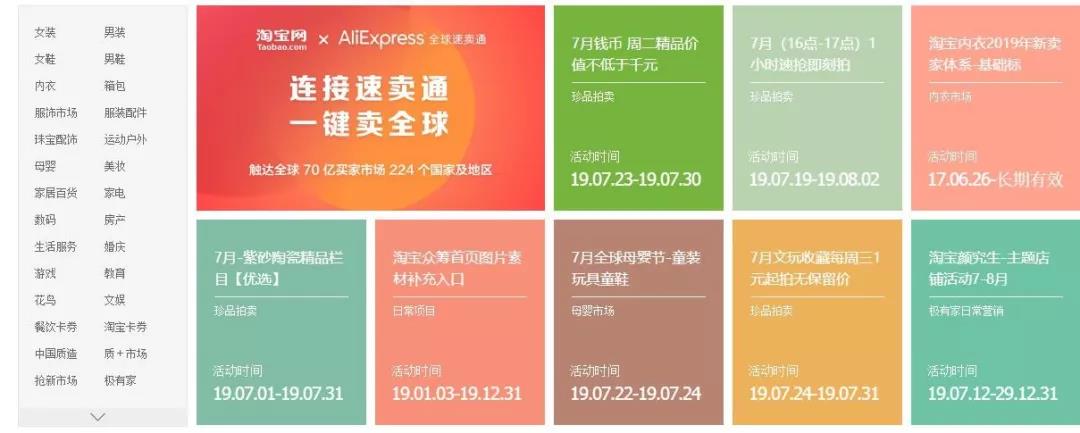 女装 男装
女鞋 男鞋
内衣 箱包
服饰市场 服装配件
珠宝配饰 运动户外
母婴 美妆
家居百货 家电
数码 房产
生活服务 婚庆
游戏 教育
花鸟 文娱
餐饮卡券 淘宝卡券
中国质造 质+市场
抢新市场 极有家
淘宝网 × AliExpress 全球速卖通
Taobao.com
连接速卖通
一键卖全球
触达全球 70 亿买家市场 224 个国家及地区
7月钱币 周二精品价
值不低于千元
珍品拍卖
活动时间
19.07.23-19.07.30
7月（16点-17点）1
小时速抢即刻拍
珍品拍卖
活动时间
19.07.19-19.08.02
淘宝内衣2019年新卖
家体系-基础标
内衣市场
活动时间
17.06.26-长期有效
7月-紫砂陶瓷精品栏
目【优选】
珍品拍卖
活动时间
19.07.01-19.07.31
淘宝众筹首页图片素
材补充入口
日常项目
活动时间
19.01.03-19.12.31
7月全球母婴节-童装
玩具童鞋
母婴市场
活动时间
19.07.22-19.07.24
7月文玩收藏每周三1
元起拍无保留价
珍品拍卖
活动时间
19.07.24-19.07.31
淘宝颜究生-主题店
铺活动7-8月
极有家日常营销
活动时间
19.07.12-29.12.31